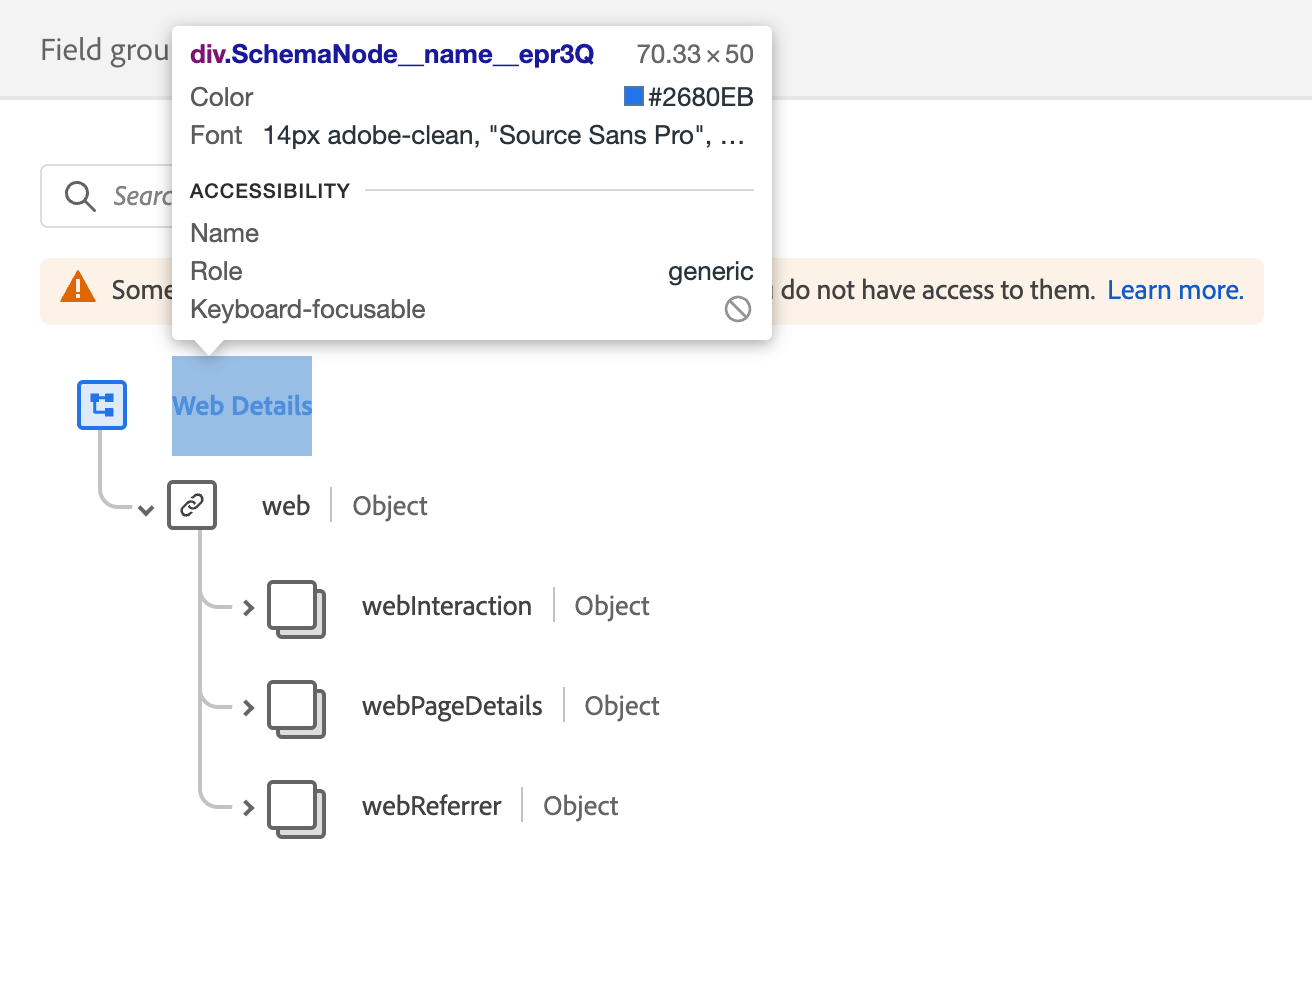 Field grou
div.SchemaNode__name__epr3Q 70.33×50
Color #2680EB
Font 14px adobe-clean, "Source Sans Pro", …
ACCESSIBILITY
Name
Role generic
Keyboard-focusable
Searc
Some do not have access to them. Learn more.
Web Details
web Object
webInteraction Object
webPageDetails Object
webReferrer Object